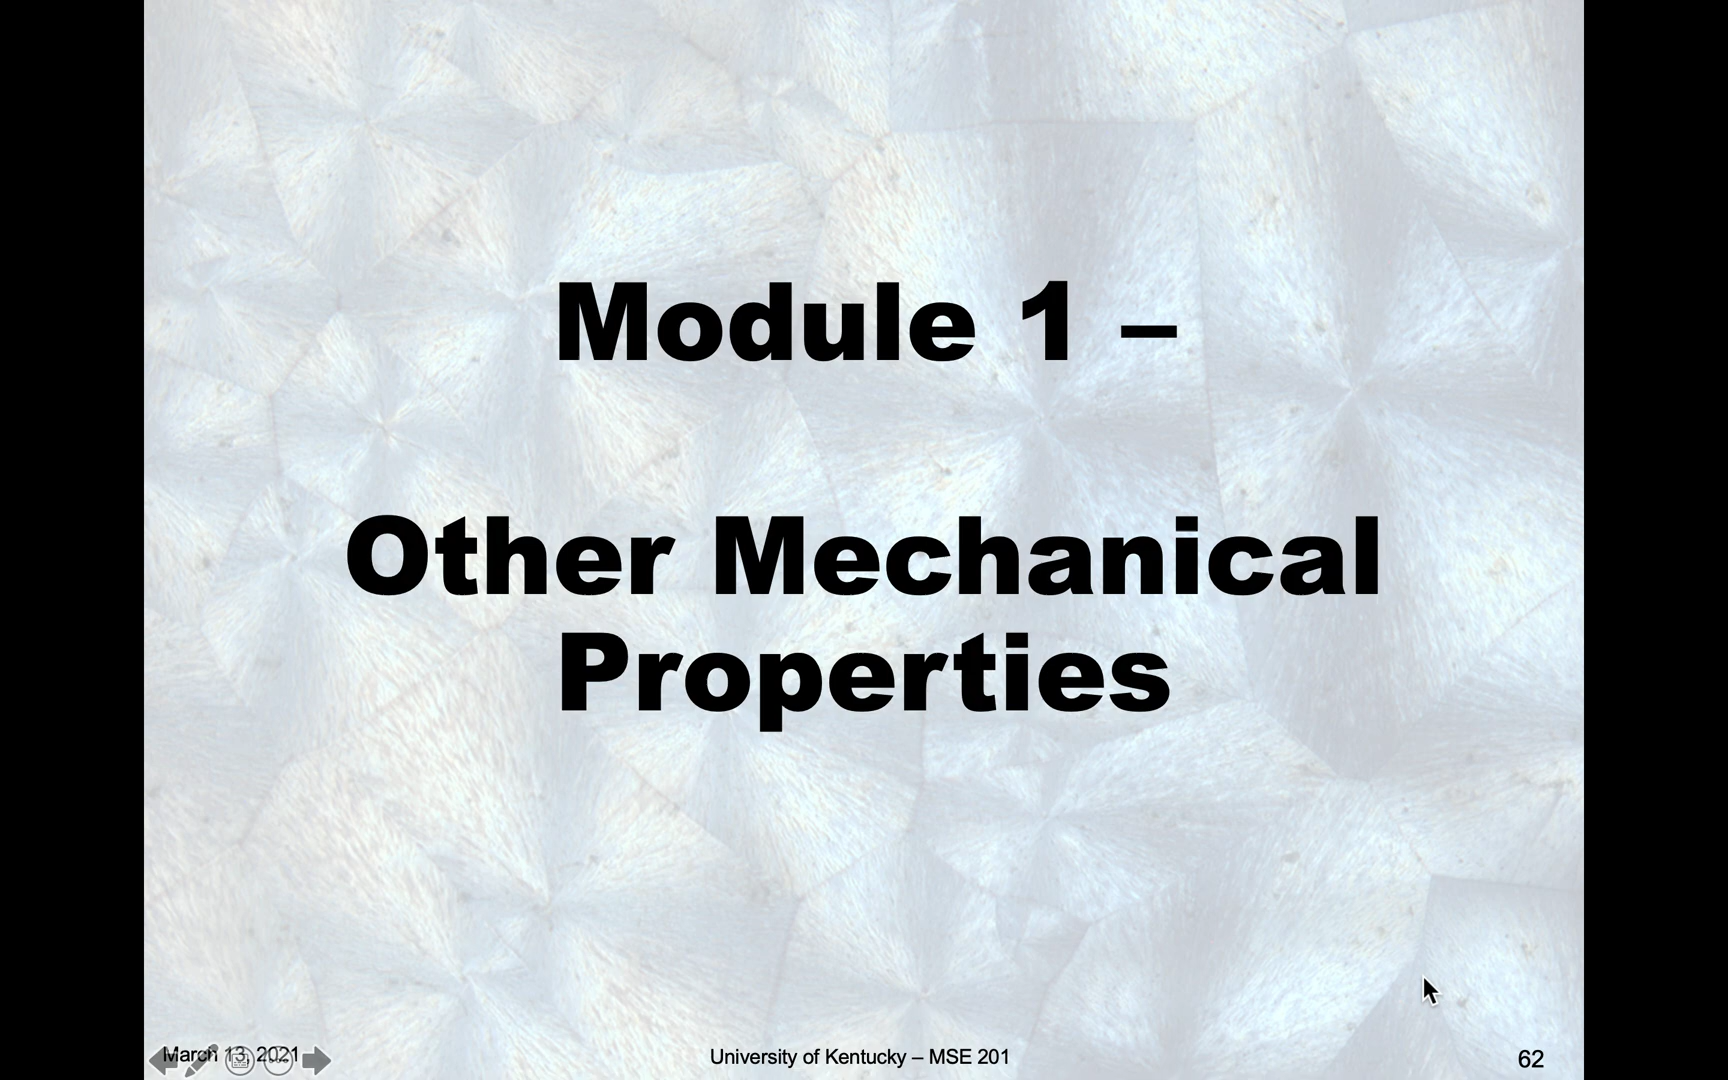 Module 1 –
Other Mechanical
Properties
March 13, 2021
University of Kentucky – MSE 201
62